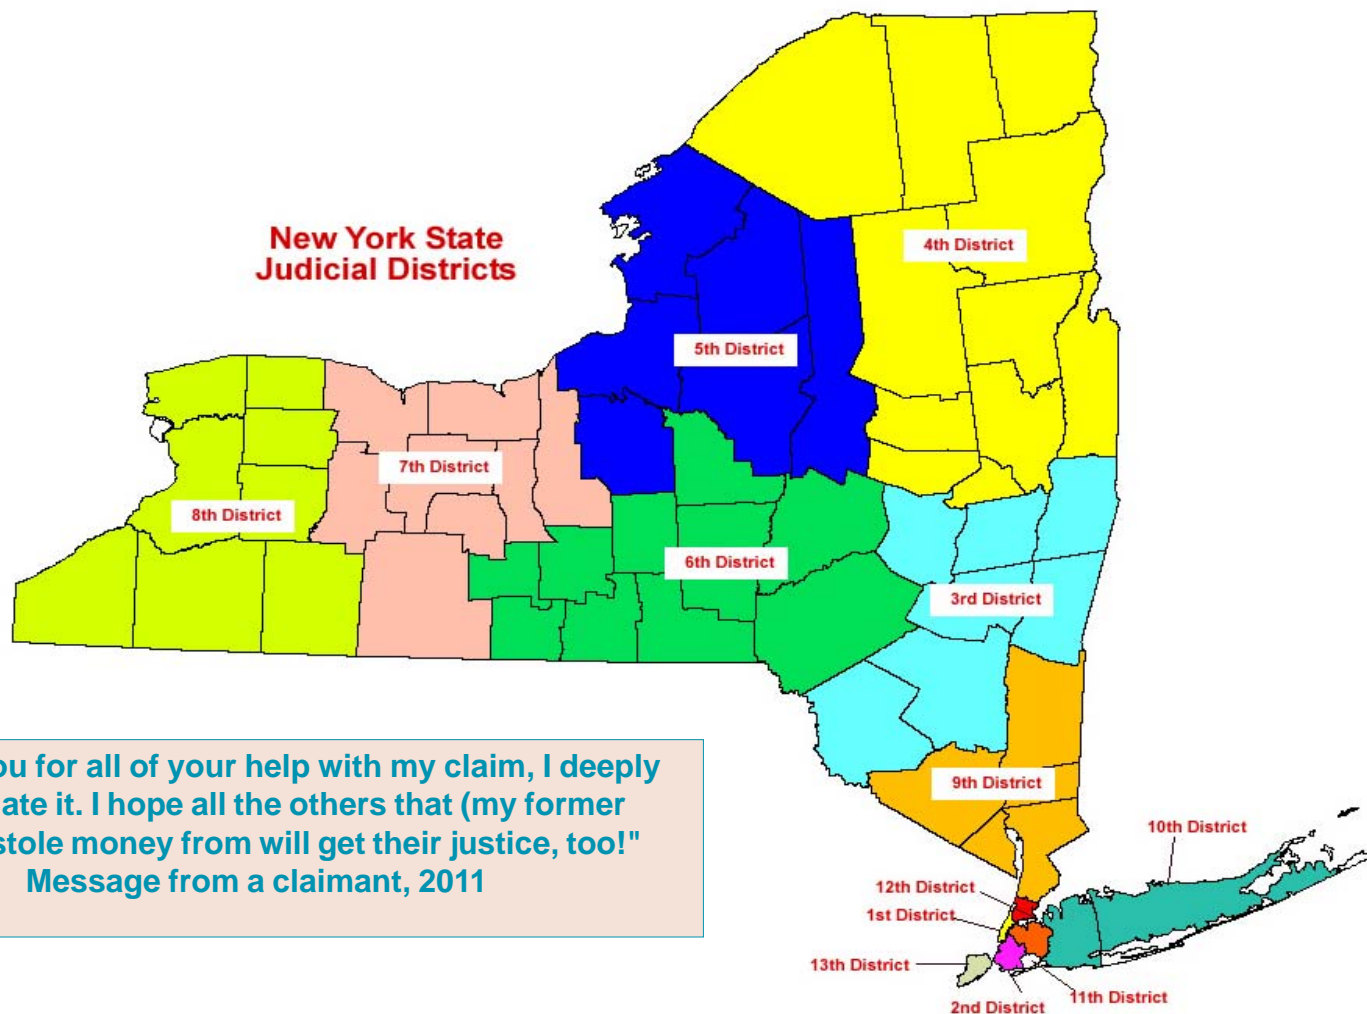 New York State
Judicial Districts
4th District
5th District
7th District
8th District
6th District
3rd District
ou for all of your help with my claim, I deeply
ate it. I hope all the others that (my former
stole money from will get their justice, too!"
Message from a claimant, 2011
9th District
10th District
12th District
1st District
13th District
11th District
2nd District